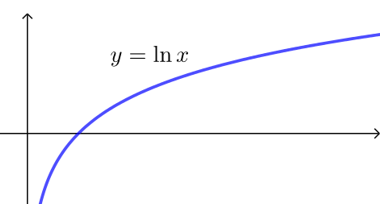 y = ln x